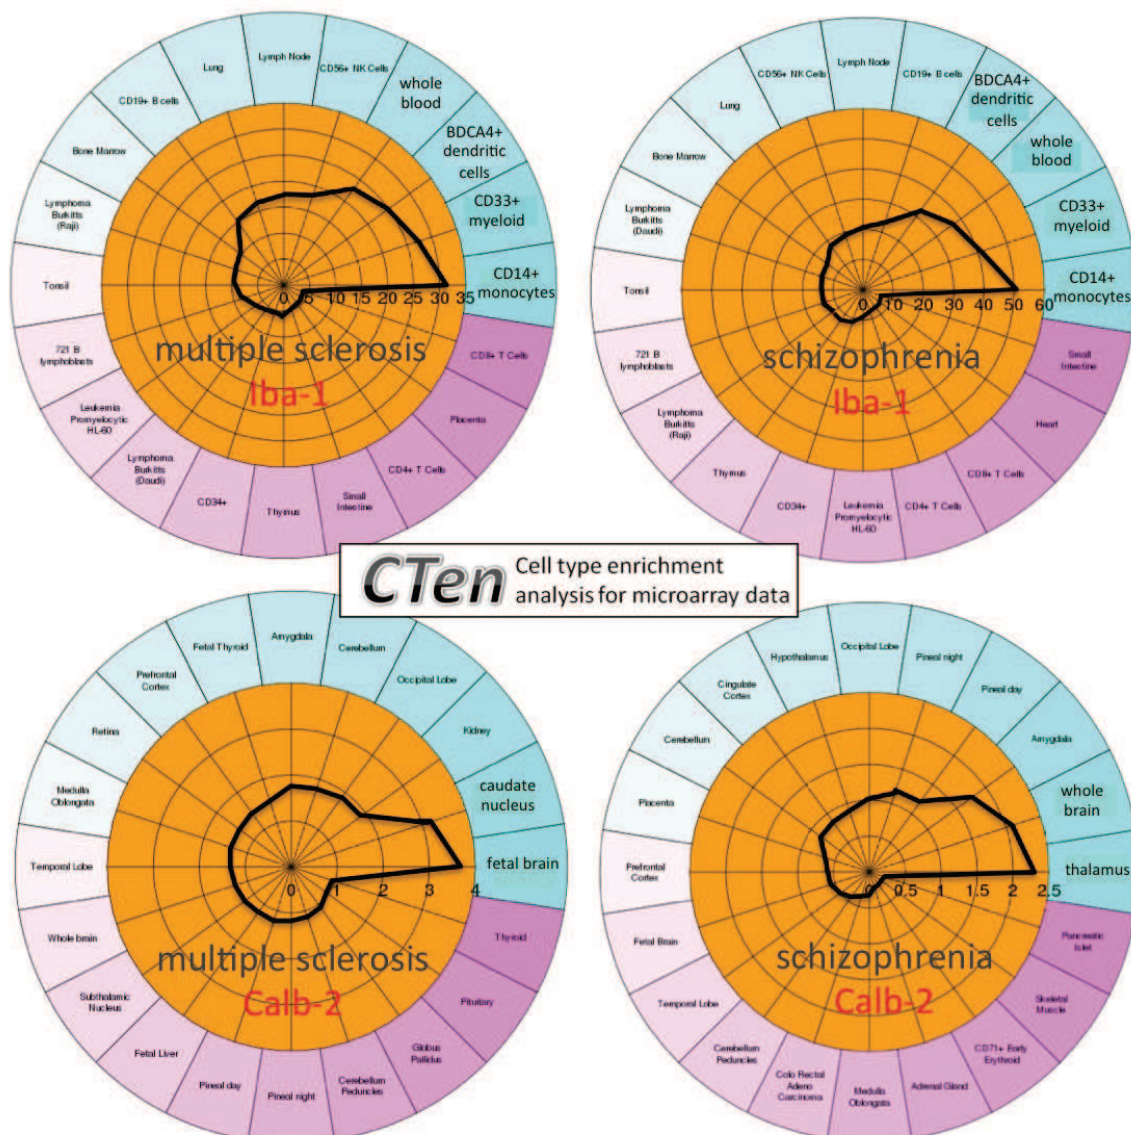 Lymph Node
CD56+ NK Cells
whole
blood
BDCA4+
dendritic
cells
CD33+
myeloid
CD14+
monocytes
CD8+ T Cells
Placenta
CD4+ T Cells
Small
Intestine
Thymus
CD34+
Lymphoma
Burkitts
(Daudi)
Leukemia
Promyelocytic
HL-60
721 B
lymphoblasts
Tonsil
Lymphoma
Burkitts
(Raji)
Bone Marrow
CD19+ B cells
Lung
0 5 10 15 20 25 30 35
multiple sclerosis
Iba-1
Lymph Node
CD19+ B cells
BDCA4+
dendritic
cells
whole
blood
CD33+
myeloid
CD14+
monocytes
Small
Intestine
Heart
CD8+ T Cells
CD4+ T Cells
Leukemia
Promyelocytic
HL-60
CD34+
Thymus
Lymphoma
Burkitts
(Raji)
721 B
lymphoblasts
Tonsil
Lymphoma
Burkitts
(Daudi)
Bone Marrow
Lung
CD56+ NK Cells
0 10 20 30 40 50 60
schizophrenia
Iba-1
CTen
Cell type enrichment
analysis for microarray data
Amygdala
Cerebellum
Occipital Lobe
Kidney
caudate
nucleus
fetal brain
Thyroid
Pituitary
Globus
Pallidus
Cerebellum
Peduncles
Pineal night
Pineal day
Fetal Liver
Subthalamic
Nucleus
Whole brain
Temporal Lobe
Medulla
Oblongata
Retina
Prefrontal
Cortex
Fetal Thyroid
0 1 2 3 4
multiple sclerosis
Calb-2
Occipital Lobe
Pineal night
Pineal day
Amygdala
whole
brain
thalamus
Pancreatic
Islet
Skeletal
Muscle
CD71+ Early
Erythroid
Adrenal Gland
Medulla
Oblongata
Colo Rectal
Adeno
Carcinoma
Cerebellum
Peduncles
Temporal Lobe
Fetal Brain
Prefrontal
Cortex
Placenta
Cerebellum
Cingulate
Cortex
Hypothalamus
0 0.5 1 1.5 2 2.5
schizophrenia
Calb-2